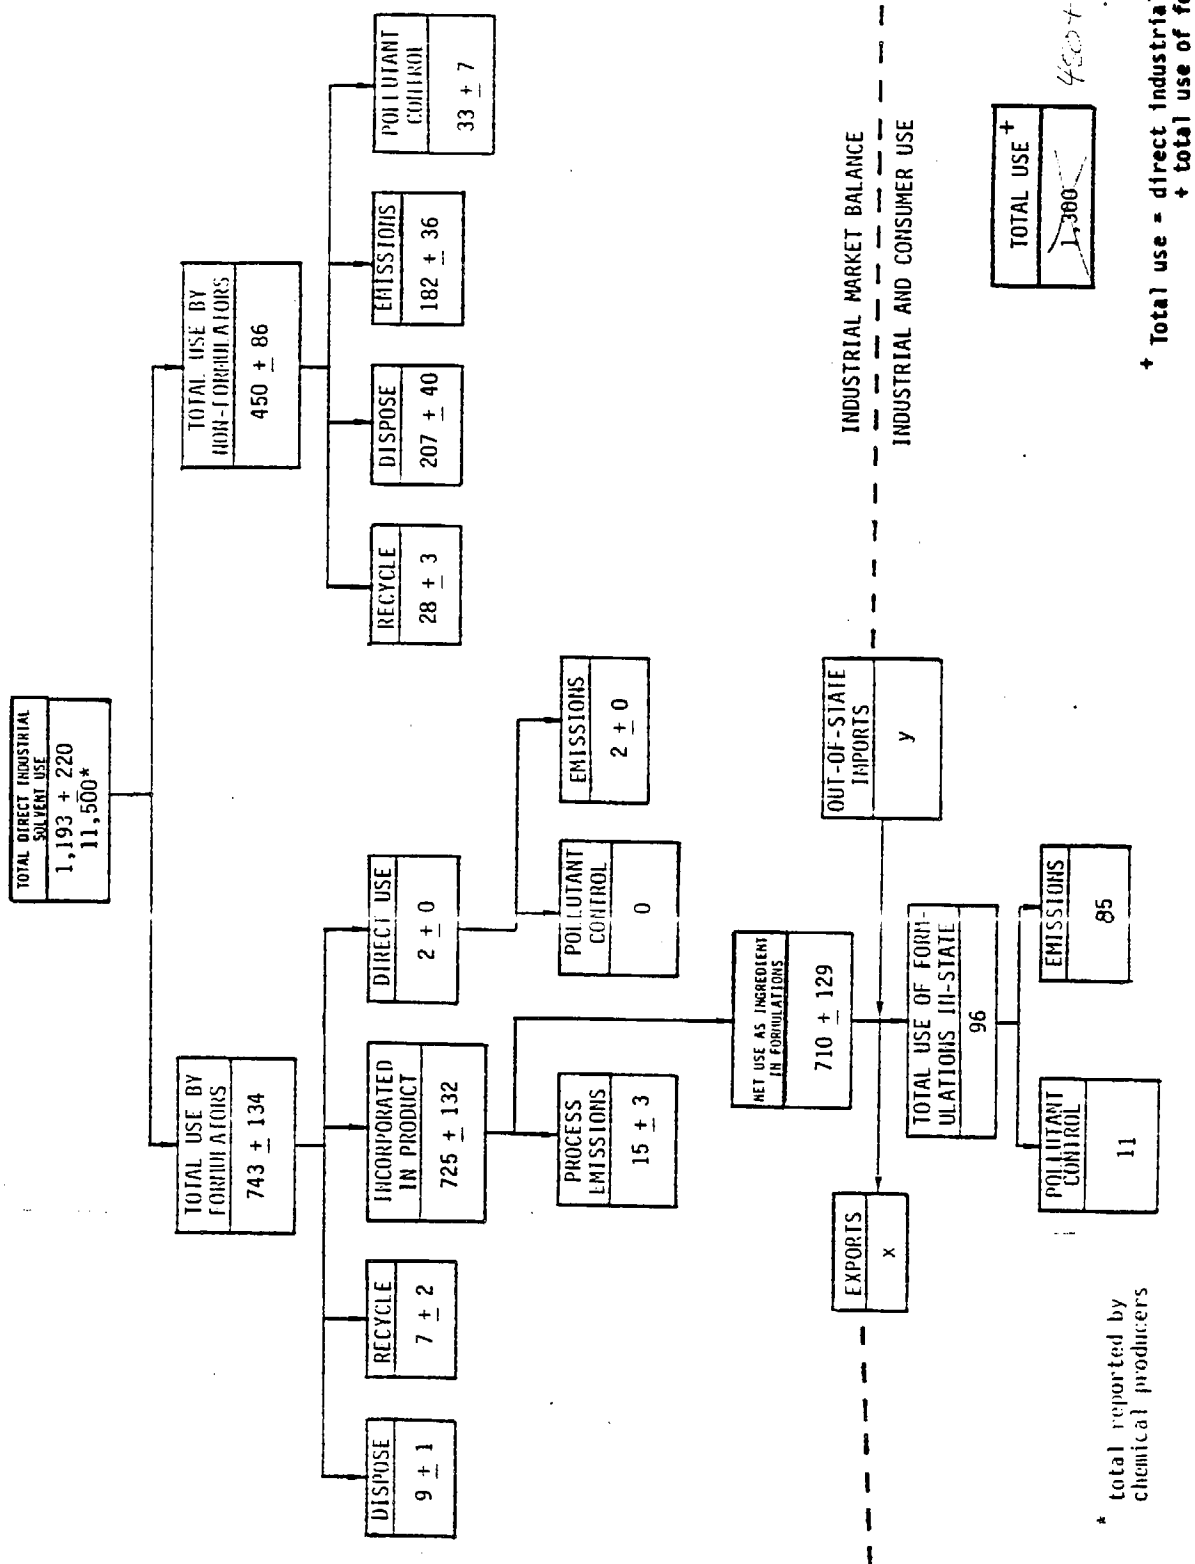 TOTAL DIRECT INDUSTRIAL
SOLVENT USE
1,193 ± 220
11,500*
TOTAL USE BY
FORMULATORS
743 ± 134
TOTAL USE BY
NON-FORMULATORS
450 ± 86
DISPOSE
9 ± 1
RECYCLE
7 ± 2
INCORPORATED
IN PRODUCT
725 ± 132
DIRECT USE
2 ± 0
RECYCLE
28 ± 3
DISPOSE
207 ± 40
EMISSIONS
182 ± 36
POLLUTANT
CONTROL
33 ± 7
PROCESS
EMISSIONS
15 ± 3
POLLUTANT
CONTROL
0
EMISSIONS
2 ± 0
NET USE AS INGREDIENT
IN FORMULATIONS
710 ± 129
EXPORTS
x
OUT-OF-STATE
IMPORTS
y
INDUSTRIAL MARKET BALANCE
INDUSTRIAL AND CONSUMER USE
TOTAL USE OF FORM-
ULATIONS IN-STATE
96
POLLUTANT
CONTROL
11
EMISSIONS
85
TOTAL USE +
1,300
* total reported by
chemical producers
+ Total use = direct industrial
+ total use of